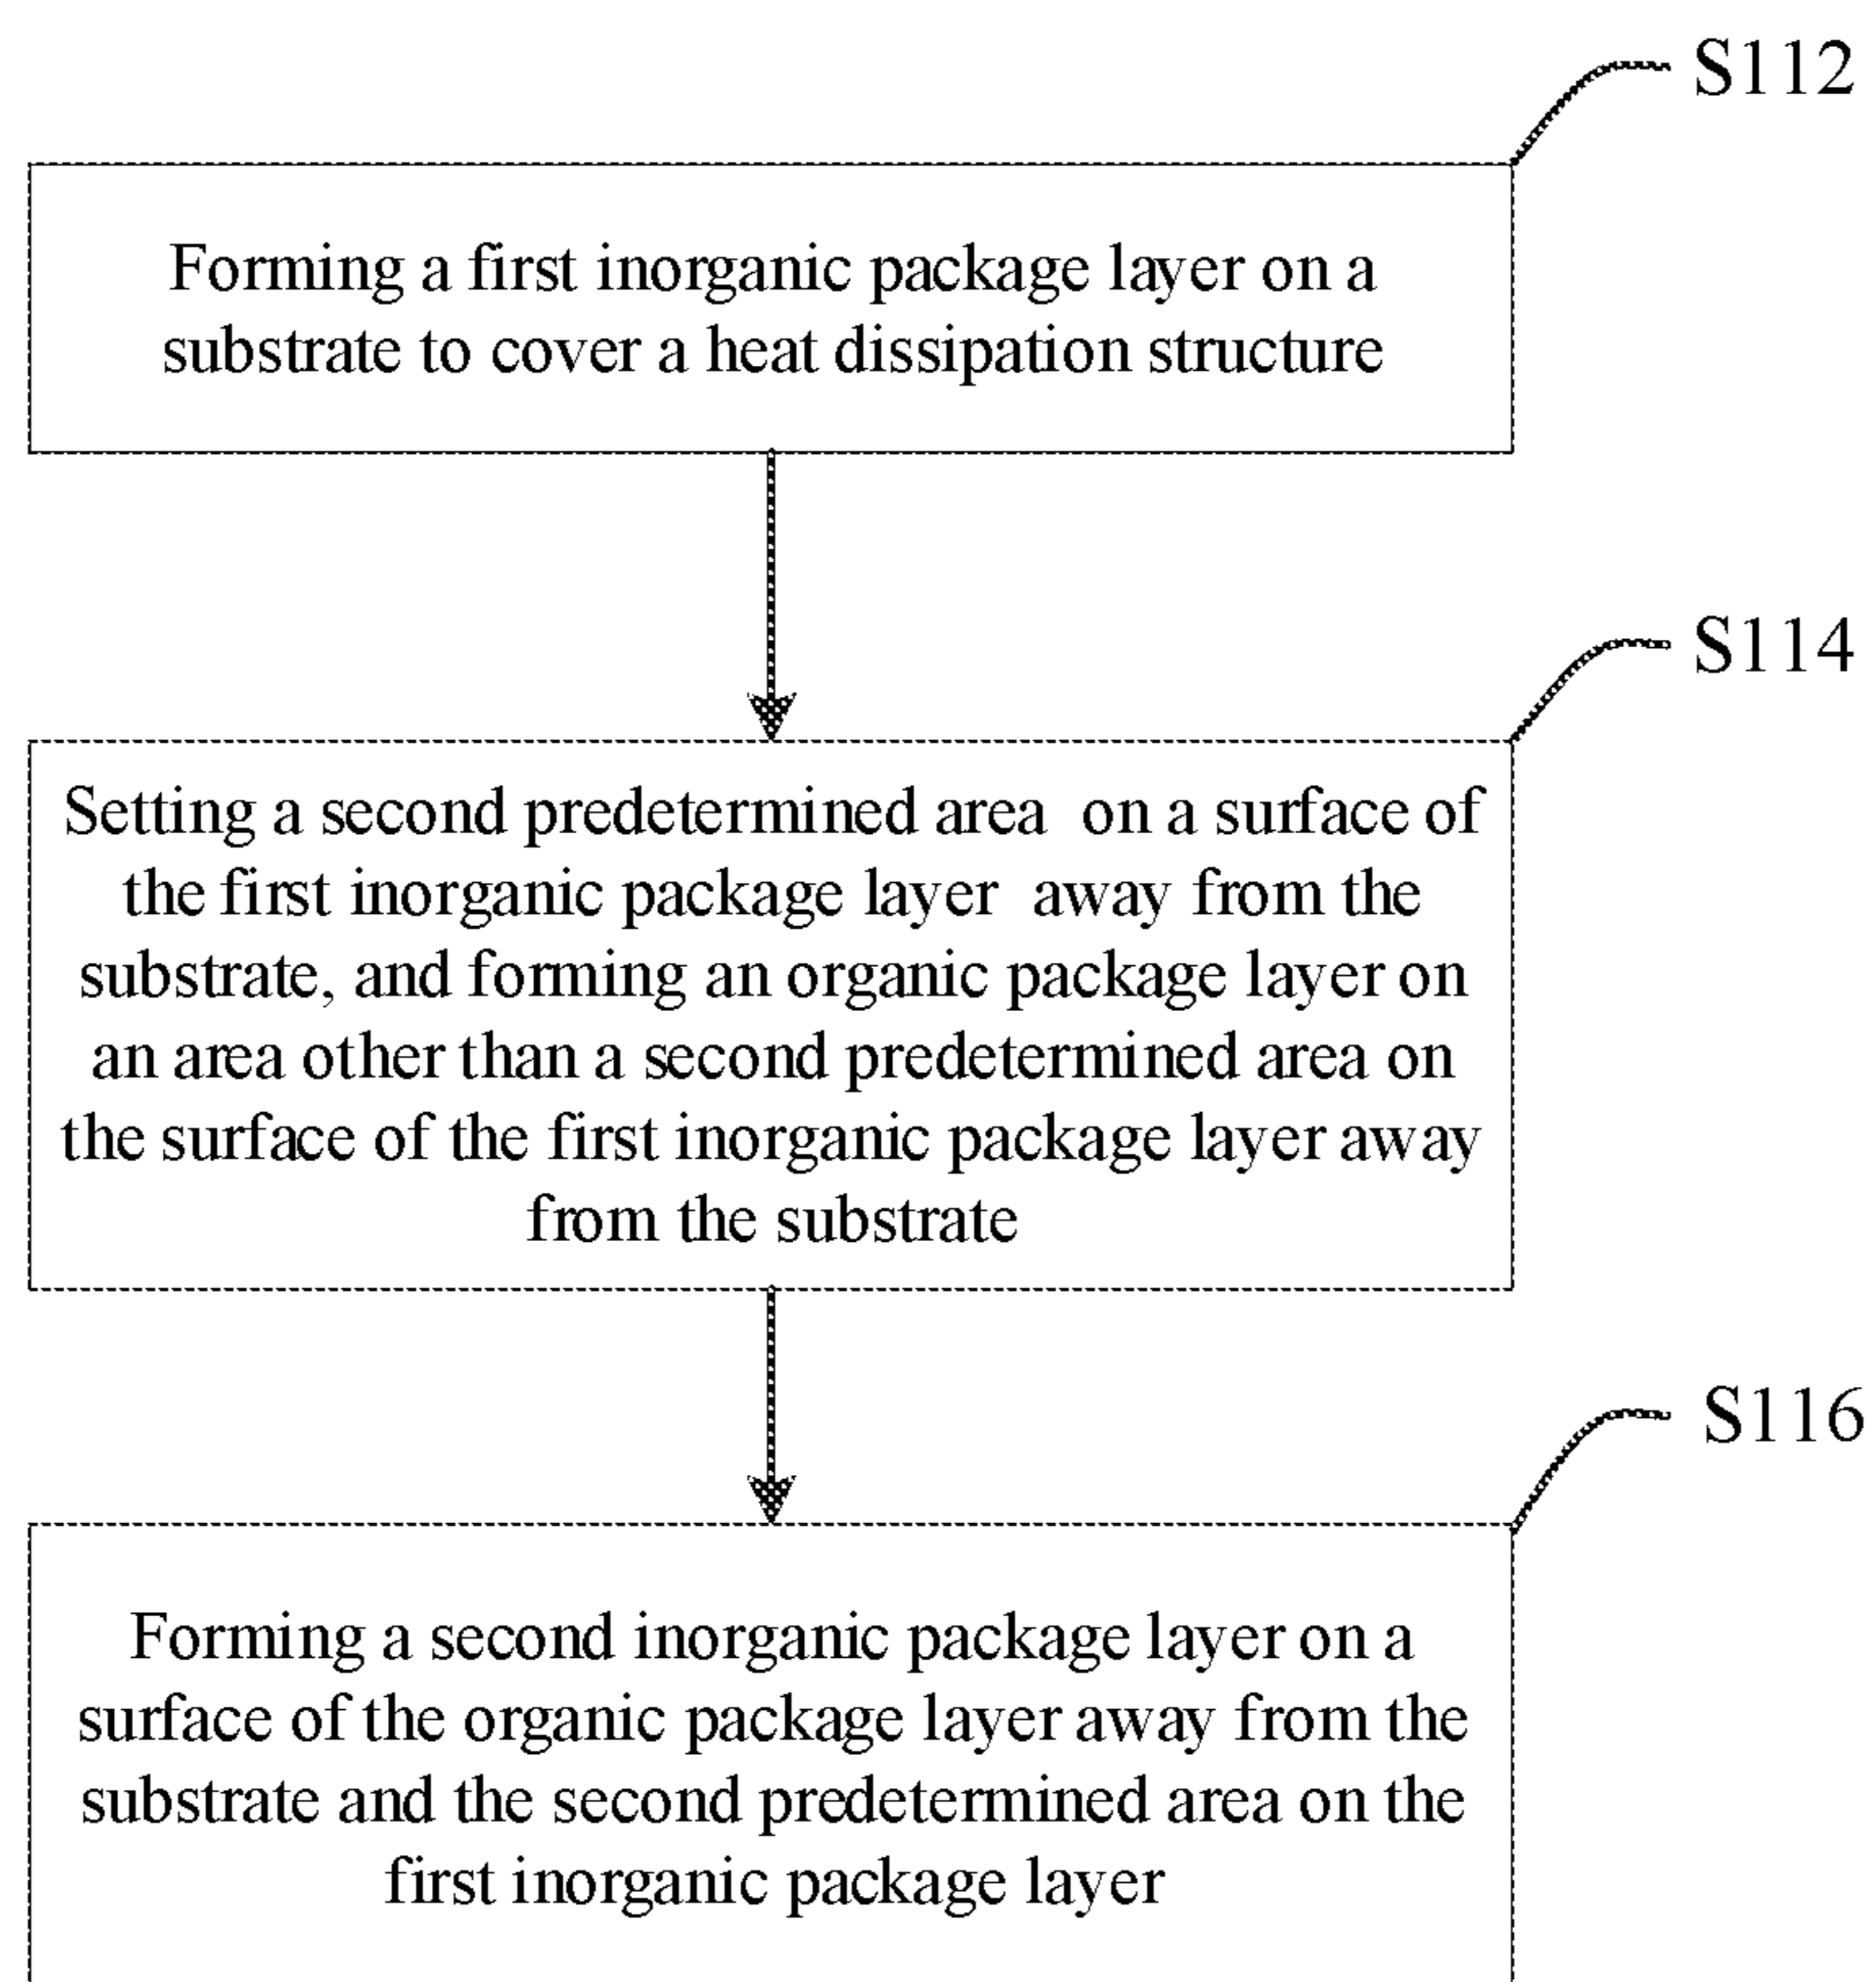 S112
Forming a first inorganic package layer on a
substrate to cover a heat dissipation structure
S114
Setting a second predetermined area on a surface of
the first inorganic package layer away from the
substrate, and forming an organic package layer on
an area other than a second predetermined area on
the surface of the first inorganic package layer away
from the substrate
S116
Forming a second inorganic package layer on a
surface of the organic package layer away from the
substrate and the second predetermined area on the
first inorganic package layer